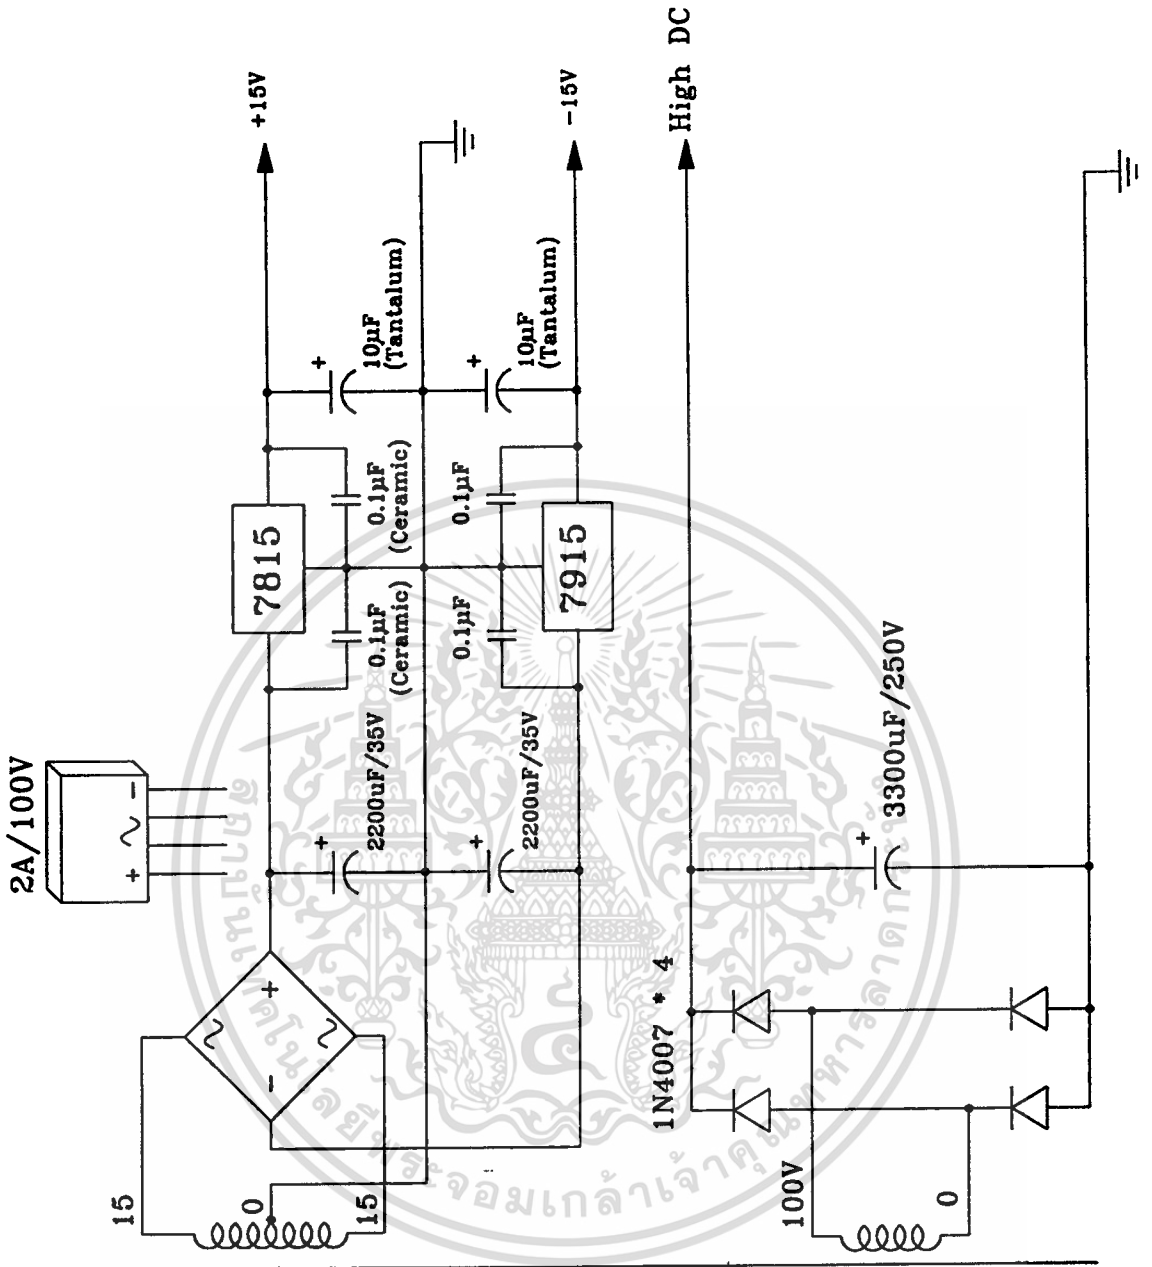 2A/100V
+ ~ −
15
0
15
~
+
−
~
2200uF/35V
+
2200uF/35V
+
7815
0.1µF
(Ceramic)
0.1µF
(Ceramic)
0.1µF
0.1µF
7915
+
10µF
(Tantalum)
+
10µF
(Tantalum)
+15V
−15V
100V
0
1N4007 * 4
+
3300uF/250V
High DC